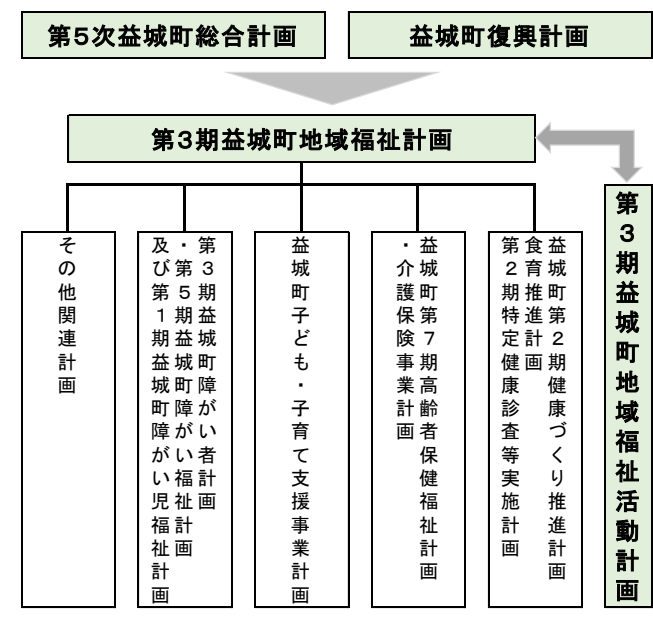 第5次益城町総合計画
益城町復興計画
第3期益城町地域福祉計画
第3期益城町地域福祉活動計画
益城町第2期健康づくり推進計画
食育推進計画
第2期特定健康診査等実施計画
益城町第7期高齢者保健福祉計画
・介護保険事業計画
益城町子ども・子育て支援事業計画
第3期益城町障がい者計画
・第5期益城町障がい福祉計画
及び第1期益城町障がい児福祉計画
その他関連計画